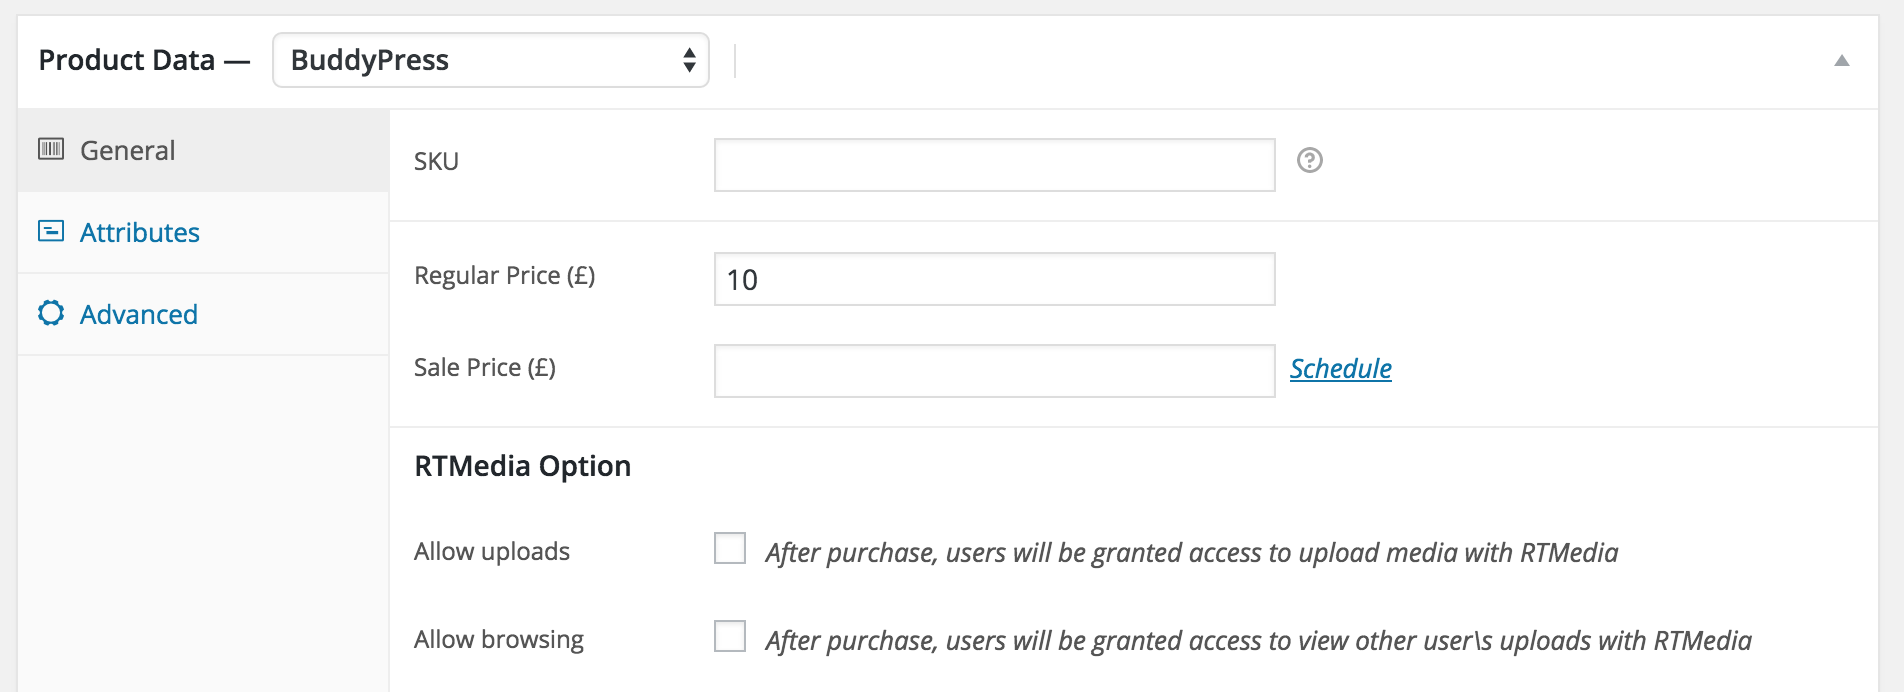 Product Data — BuddyPress
General
Attributes
Advanced
SKU
Regular Price (£) 10
Sale Price (£) Schedule
RTMedia Option
Allow uploads After purchase, users will be granted access to upload media with RTMedia
Allow browsing After purchase, users will be granted access to view other user\s uploads with RTMedia